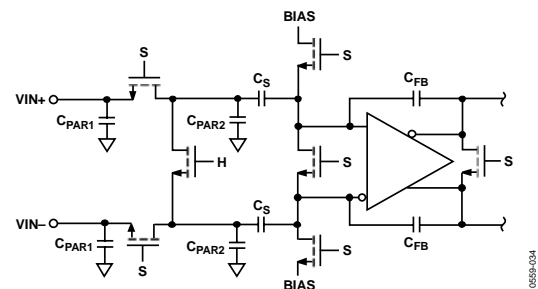 BIAS
S
S
CS
CFB
VIN+
CPAR1
CPAR2
H
S
S
CS
VIN–
CPAR1
CPAR2
S
S
CFB
BIAS
0559-034